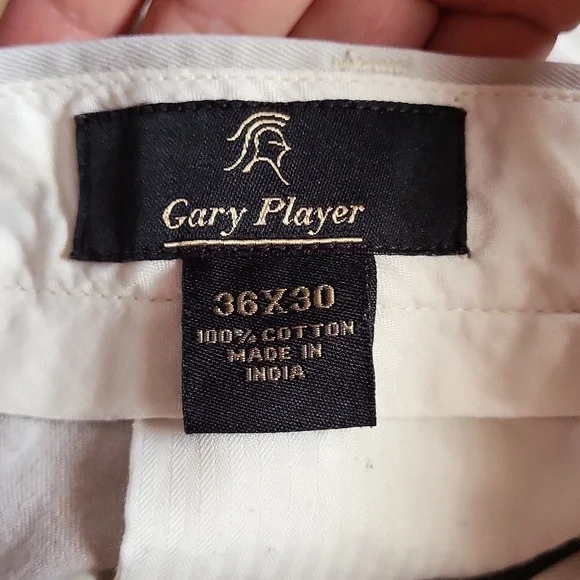 Gary Player
36X30
100% COTTON
MADE IN
INDIA